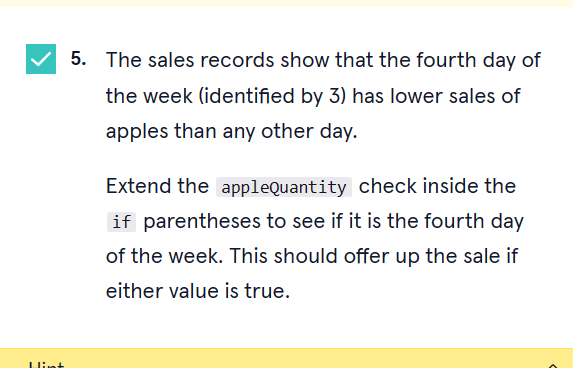 5. The sales records show that the fourth day of
the week (identified by 3) has lower sales of
apples than any other day.
Extend the appleQuantity check inside the
if parentheses to see if it is the fourth day
of the week. This should offer up the sale if
either value is true.
Hint